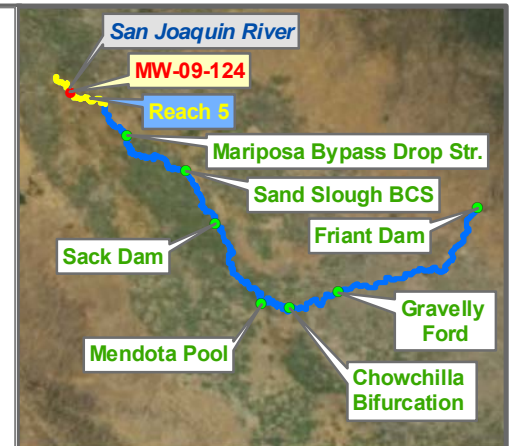 San Joaquin River
MW-09-124
Reach 5
Mariposa Bypass Drop Str.
Sand Slough BCS
Friant Dam
Sack Dam
Gravelly
Ford
Mendota Pool
Chowchilla
Bifurcation